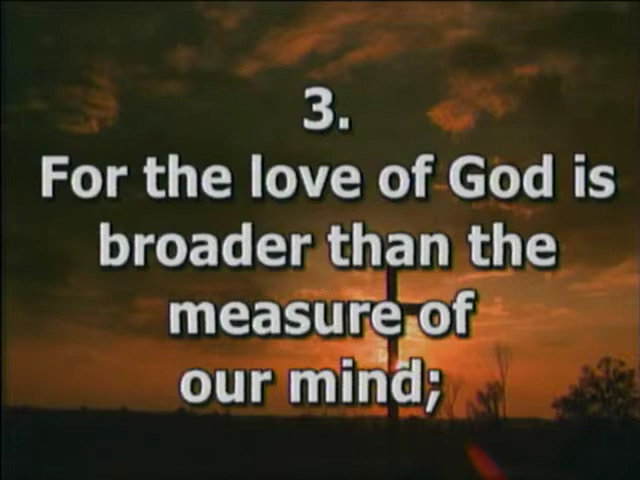 3.
For the love of God is
broader than the
measure of
our mind;